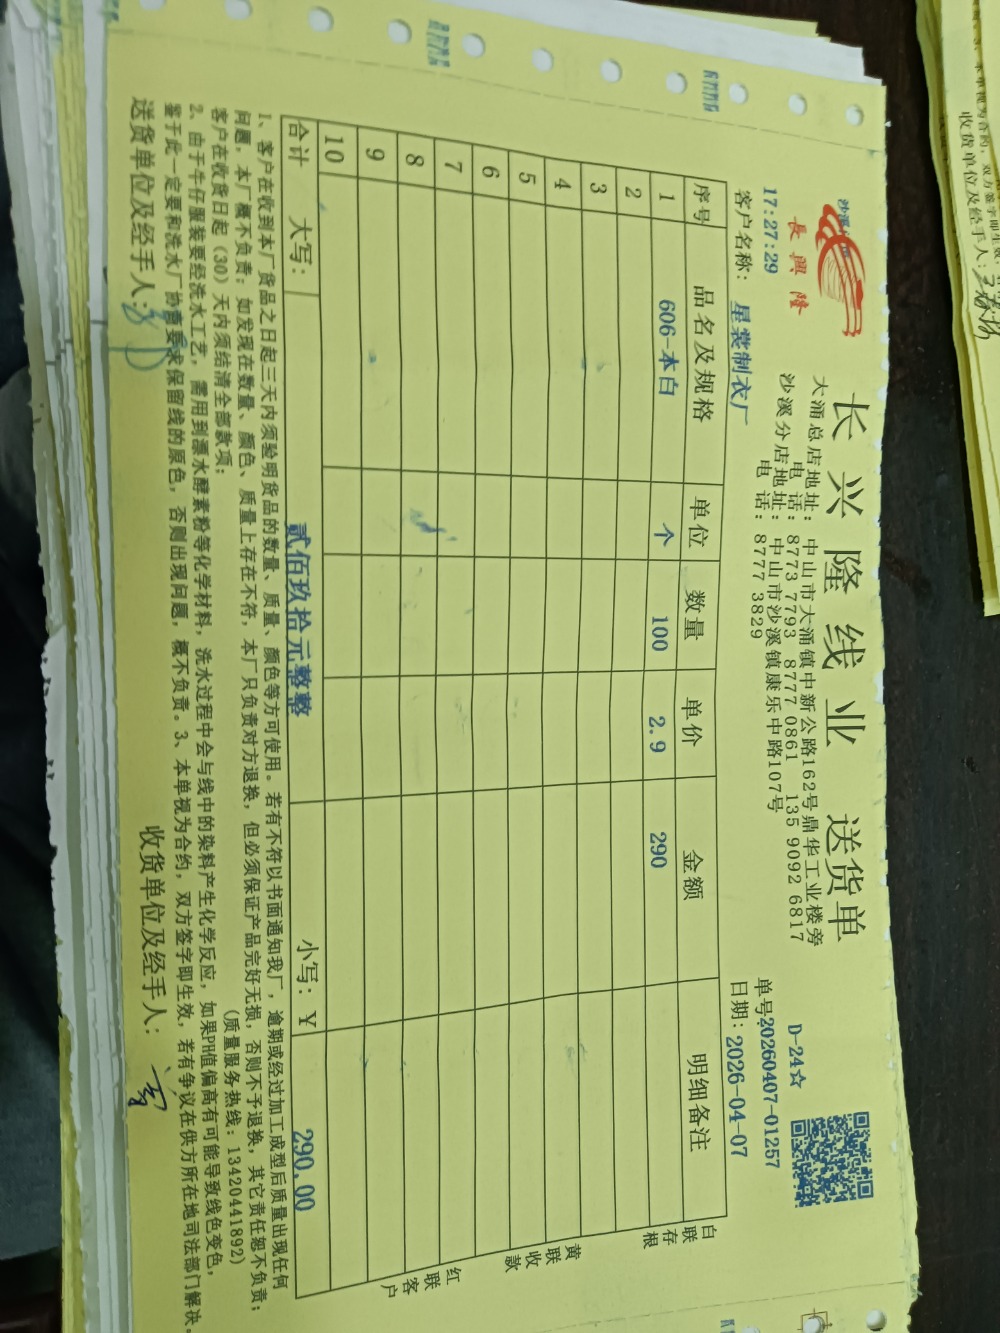 长兴隆线业 送货单
沙溪
長興隆
大涌总店地址：中山市大涌镇中新公路162号鼎华工业楼旁
电话：8773 7793 8777 0861 135 9092 6817
沙溪分店地址：中山市沙溪镇康乐中路107号
电话：8777 3829
D-24☆
17:27:29
单号20260407-01257
客户名称：星裳制衣厂
日期：2026-04-07
序号 品名及规格 单位 数量 单价 金额 明细备注
1 606-本白 个 100 2.9 290
2
3
4
5
6
7
8
9
10
合计 大写： 贰佰玖拾元整整 小写：¥ 290.00
白联存根
黄联收款
红联客户
1、客户在收到本厂货品之日起三天内须验明货品的数量、质量、颜色等方可使用。若有不符以书面通知我厂，逾期或经过加工成型后质量出现任何
问题，本厂概不负责；如发现在数量、颜色、质量上存在不符，本厂只负责对方退换，但必须保证产品完好无损，否则不予退换，其它责任恕不负责；
客户在收货日起（30）天内须结清全部款项；
（质量服务热线：13420441892）
2、由于牛仔服装要经洗水工艺，需用到漂水酵素粉等化学材料，洗水过程中会与线中的染料产生化学反应，如果PH值偏高有可能导致线色变色，
鉴于此一定要和洗水厂协商要求保留线的原色，否则出现问题，概不负责。3、本单视为合约，双方签字即生效，若有争议在供方所在地司法部门解决。
送货单位及经手人：
收货单位及经手人：
收货单位及经手人：